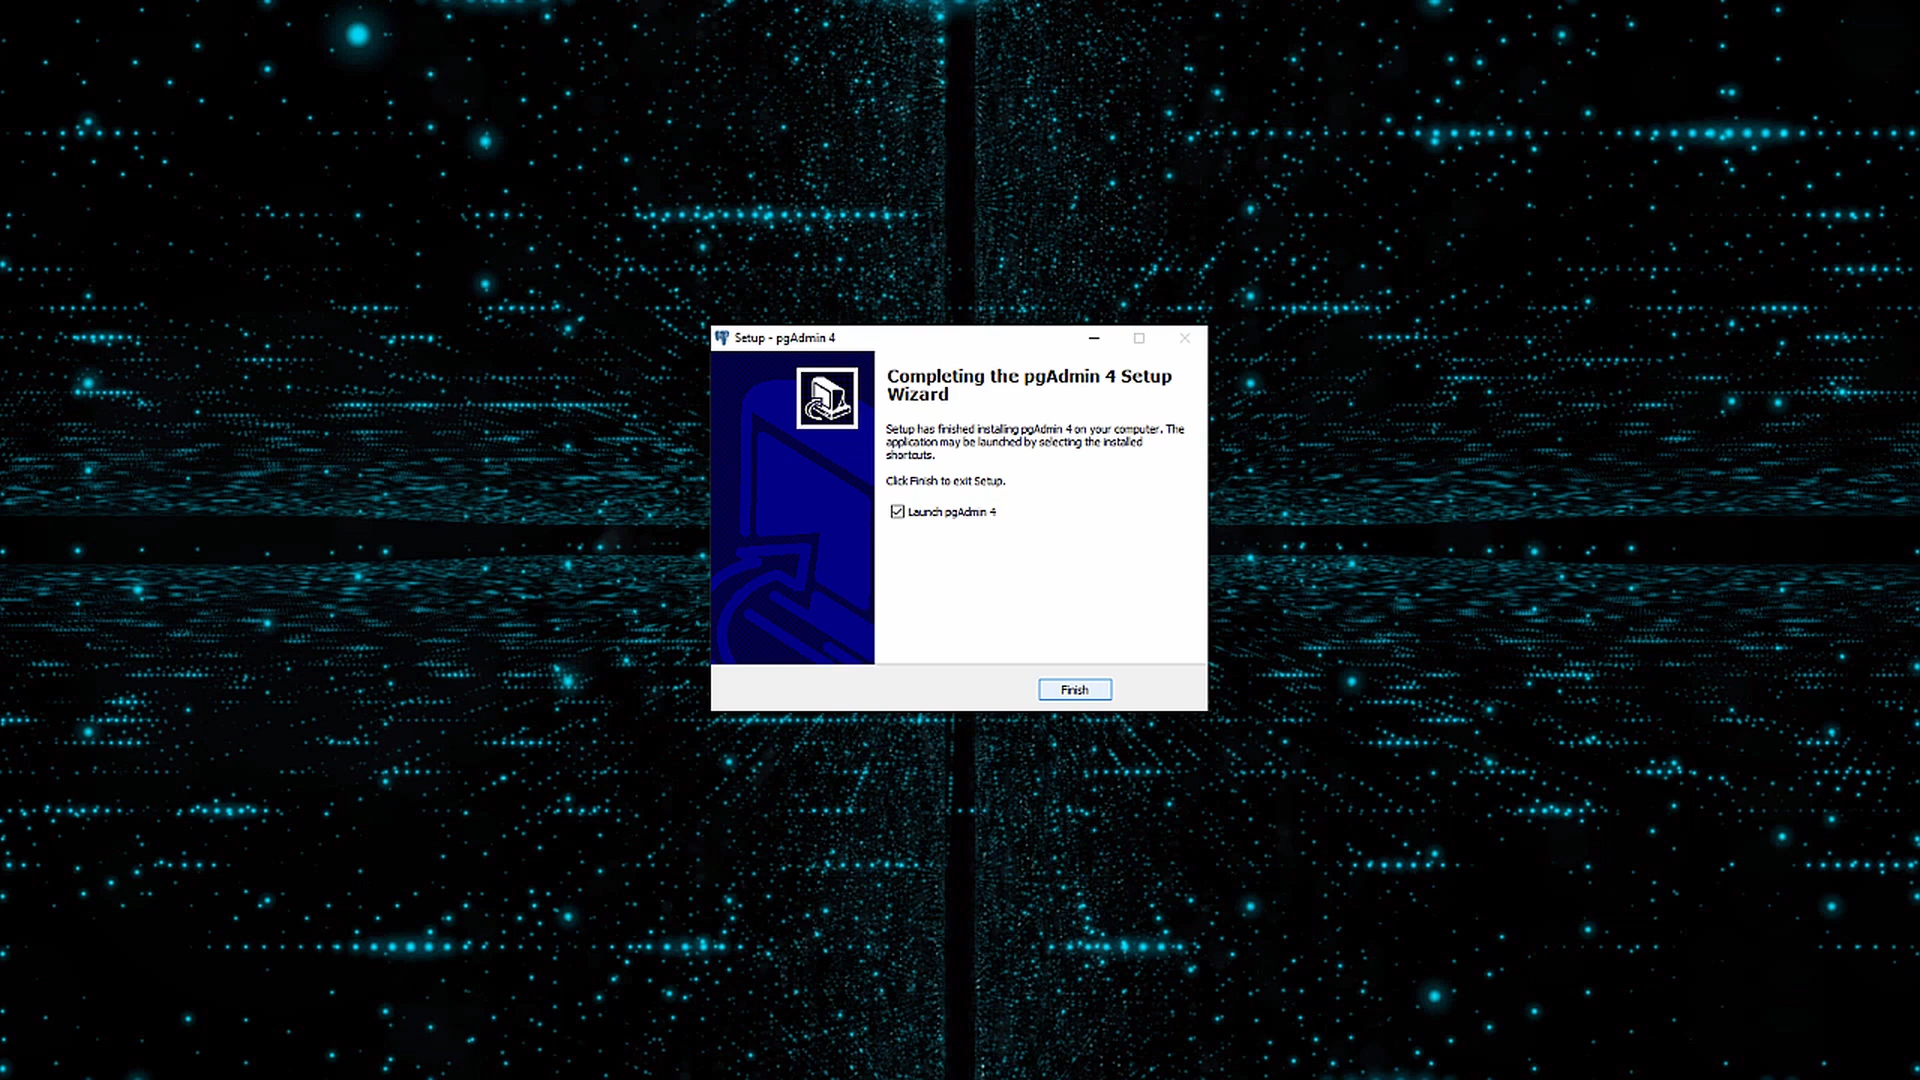 Setup - pgAdmin 4
Completing the pgAdmin 4 Setup
Wizard
Setup has finished installing pgAdmin 4 on your computer. The
application may be launched by selecting the installed
shortcuts.
Click Finish to exit Setup.
Launch pgAdmin 4
Finish